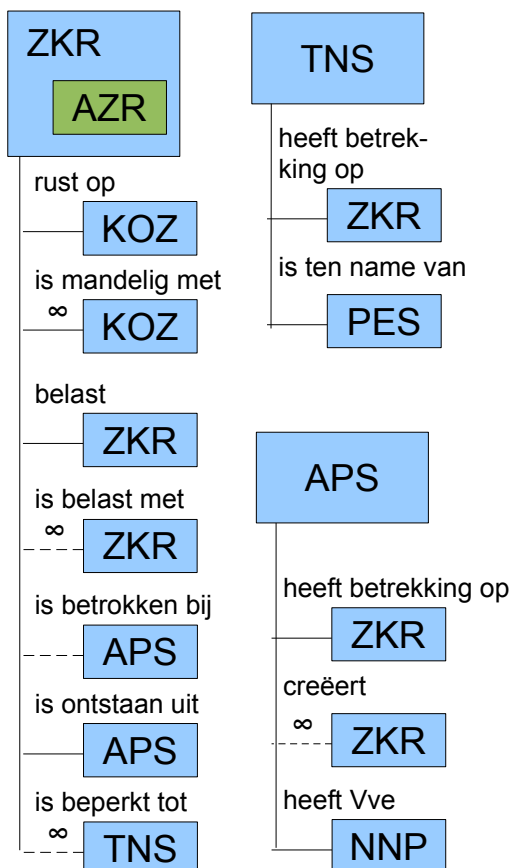 ZKR
AZR
rust op
KOZ
is mandelig met
∞
KOZ
belast
ZKR
is belast met
∞
ZKR
is betrokken bij
APS
is ontstaan uit
APS
is beperkt tot
∞
TNS
TNS
heeft betrek-
king op
ZKR
is ten name van
PES
APS
heeft betrekking op
ZKR
creëert
∞
ZKR
heeft Vve
NNP